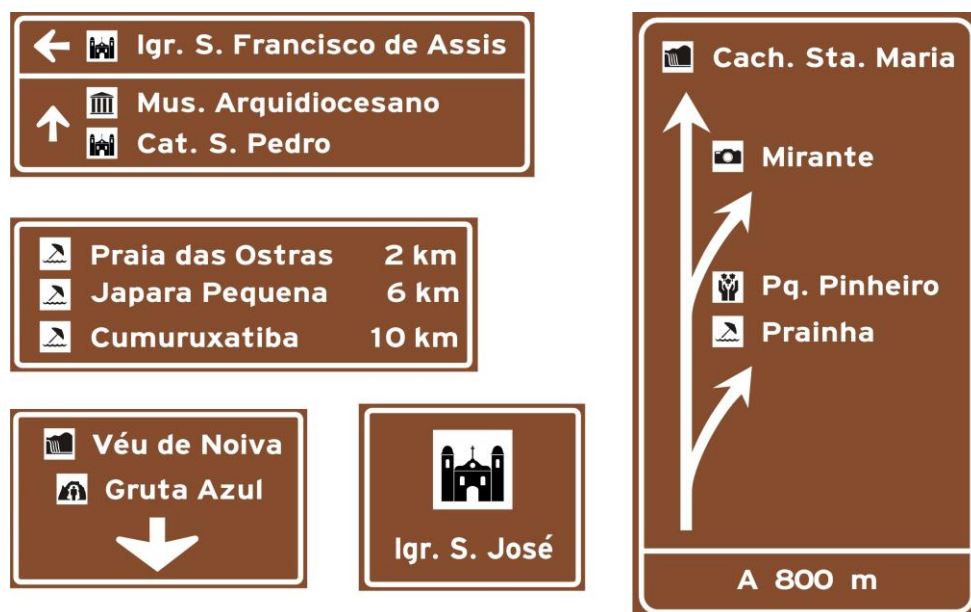 Igr. S. Francisco de Assis
Mus. Arquidiocesano
Cat. S. Pedro
Praia das Ostras 2 km
Japara Pequena 6 km
Cumuruxatiba 10 km
Véu de Noiva
Gruta Azul
Igr. S. José
Cach. Sta. Maria
Mirante
Pq. Pinheiro
Prainha
A 800 m